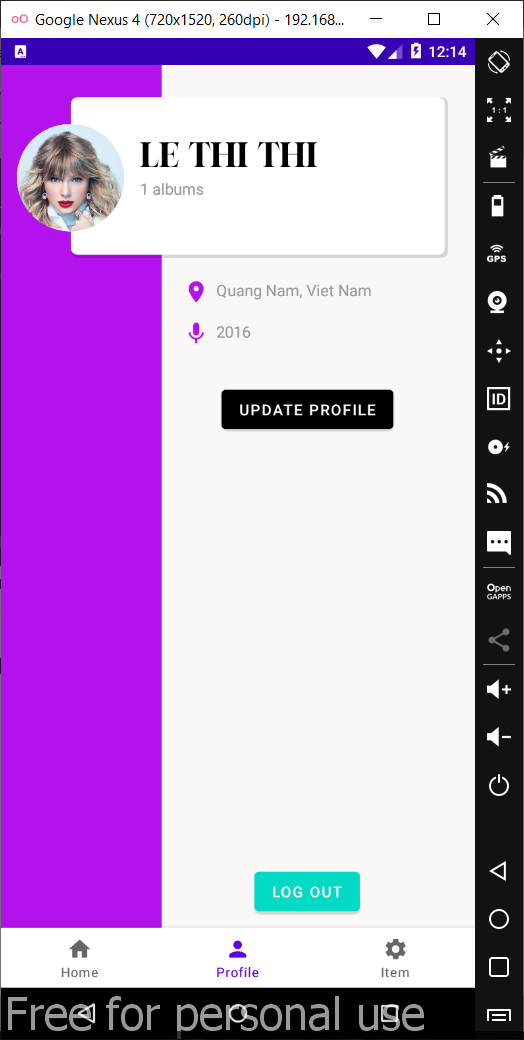 Google Nexus 4 (720x1520, 260dpi) - 192.168...
A
12:14
1:1
LE THI THI
1 albums
GPS
Quang Nam, Viet Nam
2016
ID
UPDATE PROFILE
Open
GAPPS
LOG OUT
Home
Profile
Item
Free for personal use